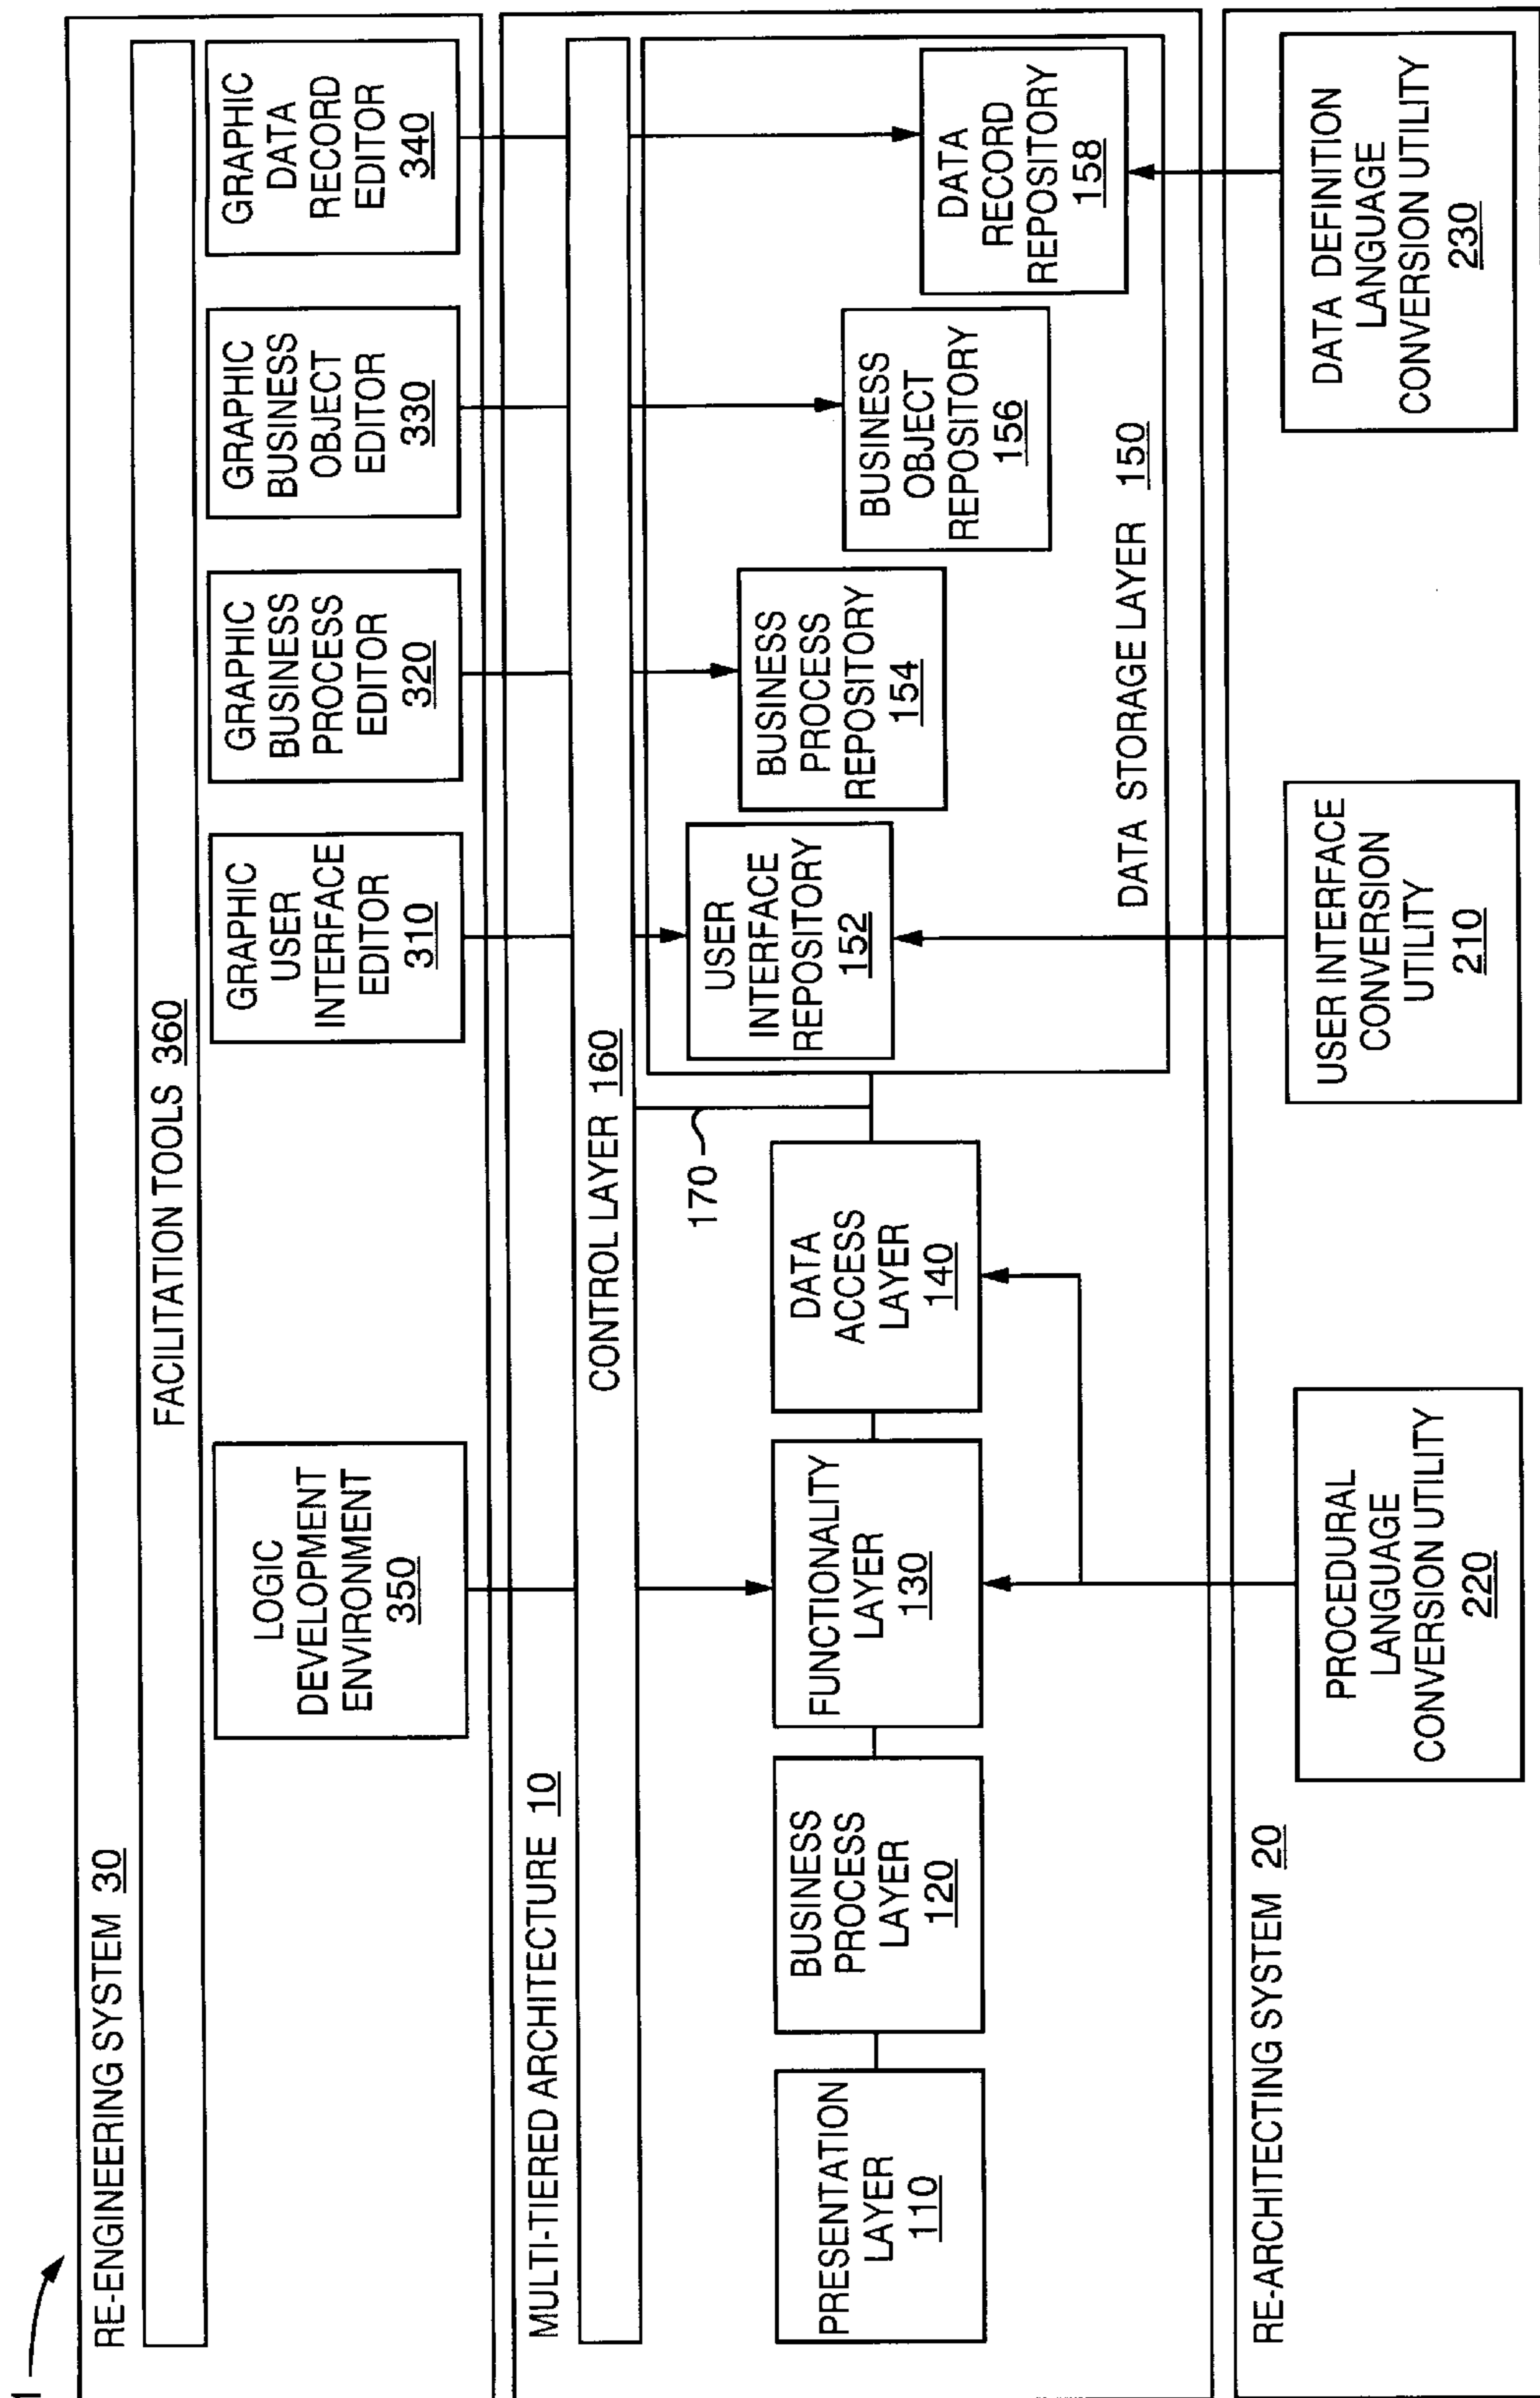 1
RE-ENGINEERING SYSTEM 30
FACILITATION TOOLS 360
LOGIC
DEVELOPMENT
ENVIRONMENT
350
GRAPHIC
USER
INTERFACE
EDITOR
310
GRAPHIC
BUSINESS
PROCESS
EDITOR
320
GRAPHIC
BUSINESS
OBJECT
EDITOR
330
GRAPHIC
DATA
RECORD
EDITOR
340
MULTI-TIERED ARCHITECTURE 10
CONTROL LAYER 160
170
PRESENTATION
LAYER
110
BUSINESS
PROCESS
LAYER
120
FUNCTIONALITY
LAYER
130
DATA
ACCESS
LAYER
140
USER
INTERFACE
REPOSITORY
152
BUSINESS
PROCESS
REPOSITORY
154
BUSINESS
OBJECT
REPOSITORY
156
DATA
RECORD
REPOSITORY
158
DATA STORAGE LAYER 150
RE-ARCHITECTING SYSTEM 20
PROCEDURAL
LANGUAGE
CONVERSION UTILITY
220
USER INTERFACE
CONVERSION
UTILITY
210
DATA DEFINITION
LANGUAGE
CONVERSION UTILITY
230